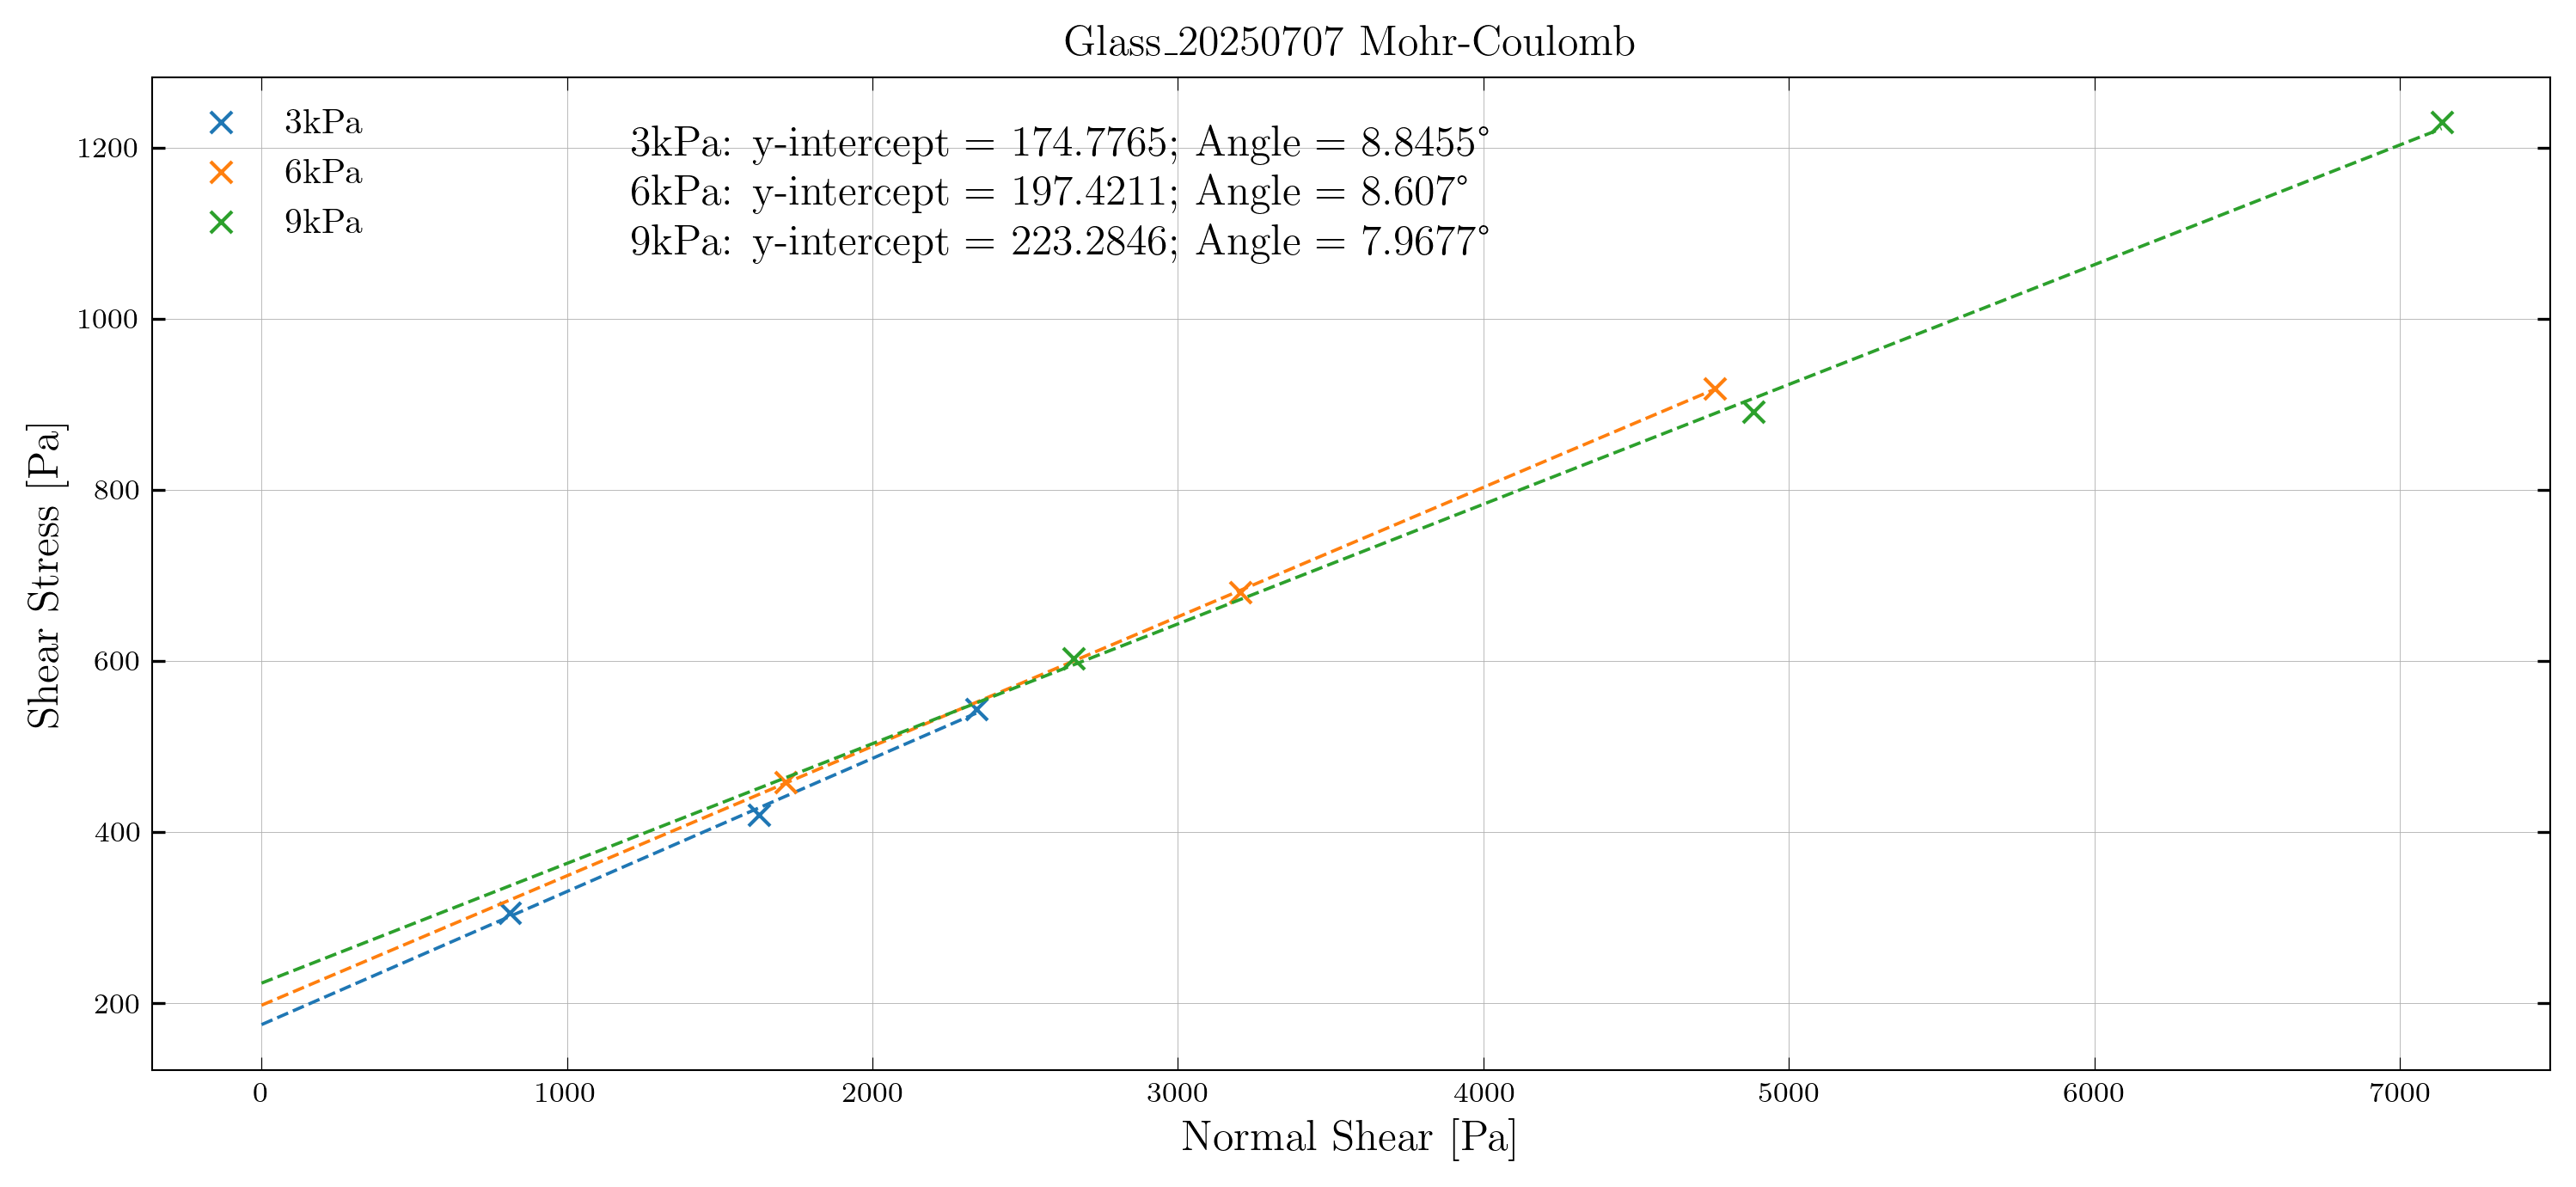 Glass_20250707 Mohr-Coulomb
3kPa
6kPa
9kPa
3kPa: y-intercept = 174.7765; Angle = 8.8455°
6kPa: y-intercept = 197.4211; Angle = 8.607°
9kPa: y-intercept = 223.2846; Angle = 7.9677°
1200
1000
800
600
400
200
Shear Stress [Pa]
0 1000 2000 3000 4000 5000 6000 7000
Normal Shear [Pa]